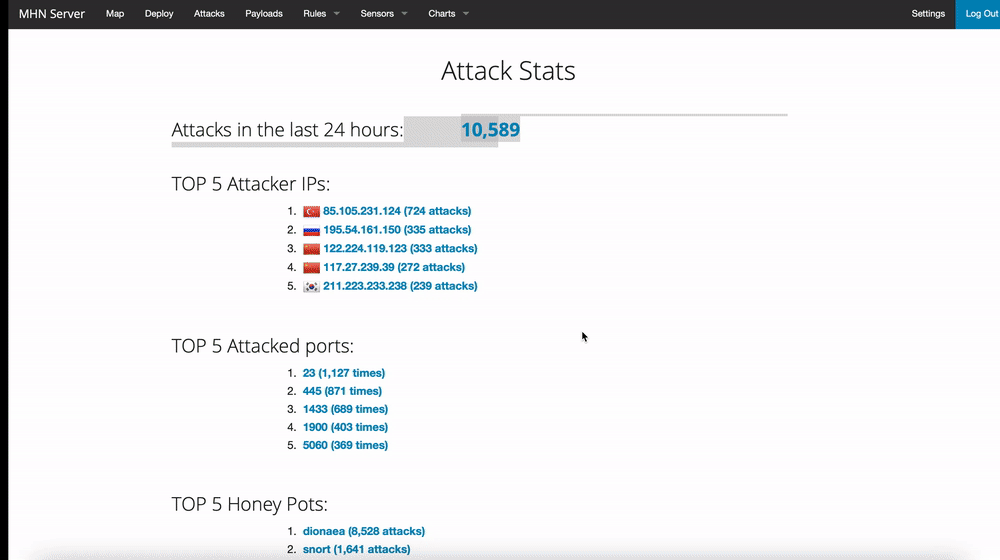 MHN Server Map Deploy Attacks Payloads Rules Sensors Charts Settings Log Out
Attack Stats
Attacks in the last 24 hours: 10,589
TOP 5 Attacker IPs:
1. 85.105.231.124 (724 attacks)
2. 195.54.161.150 (335 attacks)
3. 122.224.119.123 (333 attacks)
4. 117.27.239.39 (272 attacks)
5. 211.223.233.238 (239 attacks)
TOP 5 Attacked ports:
1. 23 (1,127 times)
2. 445 (871 times)
3. 1433 (689 times)
4. 1900 (403 times)
5. 5060 (369 times)
TOP 5 Honey Pots:
1. dionaea (8,528 attacks)
2. snort (1,641 attacks)